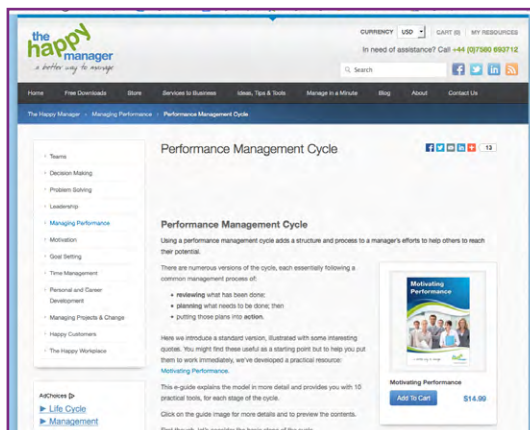 CURRENCY USD CART (0) MY RESOURCES
the happy manager
a better way to manage
In need of assistance? Call +44 (0)7580 693712
Search
Home Free Downloads Store Services to Business Ideas, Tips & Tools Manage in a Minute Blog About Contact Us
The Happy Manager Managing Performance Performance Management Cycle
Teams
Decision Making
Problem Solving
Leadership
Managing Performance
Motivation
Goal Setting
Time Management
Personal and Career
Development
Managing Projects & Change
Happy Customers
The Happy Workplace
AdChoices
Life Cycle
Management
Performance Management Cycle
13
Performance Management Cycle
Using a performance management cycle adds a structure and process to a manager's efforts to help others to reach
their potential.
There are numerous versions of the cycle, each essentially following a
common management process of:
• reviewing what has been done;
• planning what needs to be done; then
• putting those plans into action.
Here we introduce a standard version, illustrated with some interesting
quotes. You might find these useful as a starting point but to help you put
them to work immediately, we've developed a practical resource:
Motivating Performance.
This e-guide explains the model in more detail and provides you with 10
practical tools, for each stage of the cycle.
Click on the guide image for more details and to preview the contents.
First though, let's consider the basic steps of the cycle
Motivating
Performance
Motivating Performance
Add To Cart $14.99